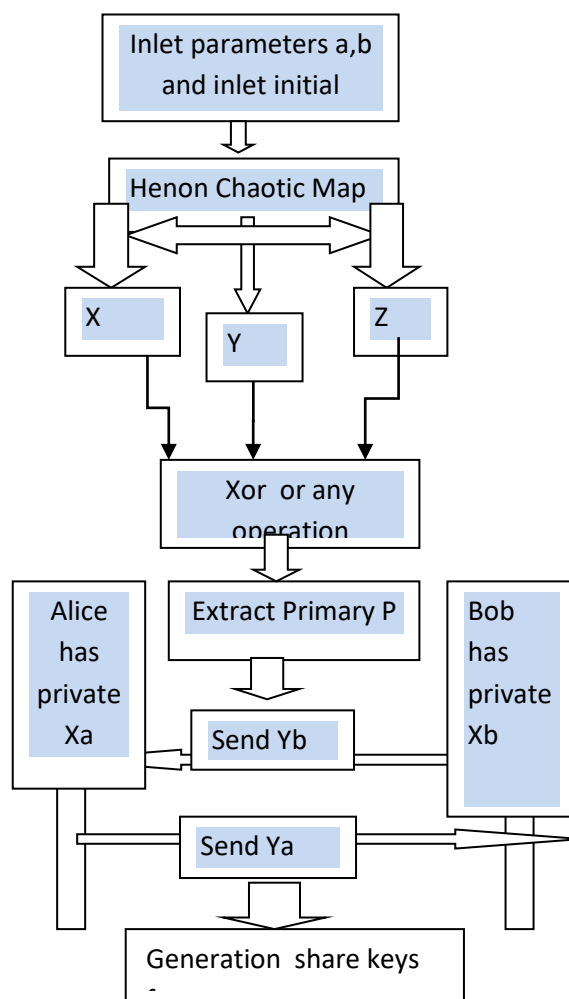 Inlet parameters a,b
and inlet initial
Henon Chaotic Map
X
Y
Z
Xor or any
operation
Extract Primary P
Alice
has
private
Xa
Bob
has
private
Xb
Send Yb
Send Ya
Generation share keys